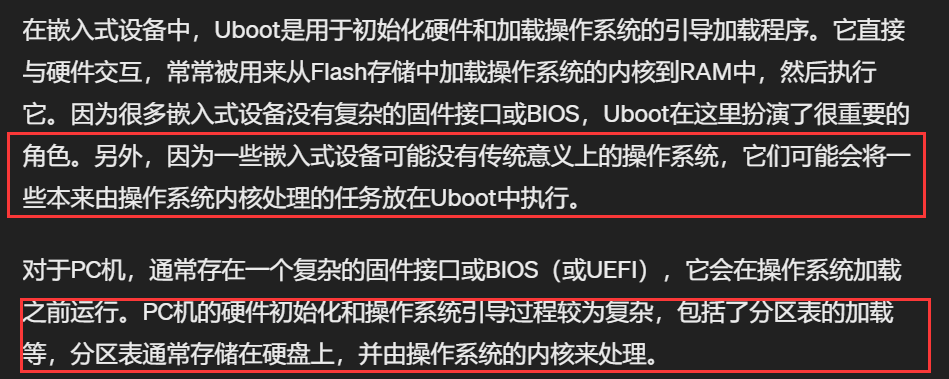 在嵌入式设备中，Uboot是用于初始化硬件和加载操作系统的引导加载程序。它直接
与硬件交互，常常被用来从Flash存储中加载操作系统的内核到RAM中，然后执行
它。因为很多嵌入式设备没有复杂的固件接口或BIOS，Uboot在这里扮演了很重要的
角色。另外，因为一些嵌入式设备可能没有传统意义上的操作系统，它们可能会将一
些本来由操作系统内核处理的任务放在Uboot中执行。
对于PC机，通常存在一个复杂的固件接口或BIOS（或UEFI），它会在操作系统加载
之前运行。PC机的硬件初始化和操作系统引导过程较为复杂，包括了分区表的加载
等，分区表通常存储在硬盘上，并由操作系统的内核来处理。